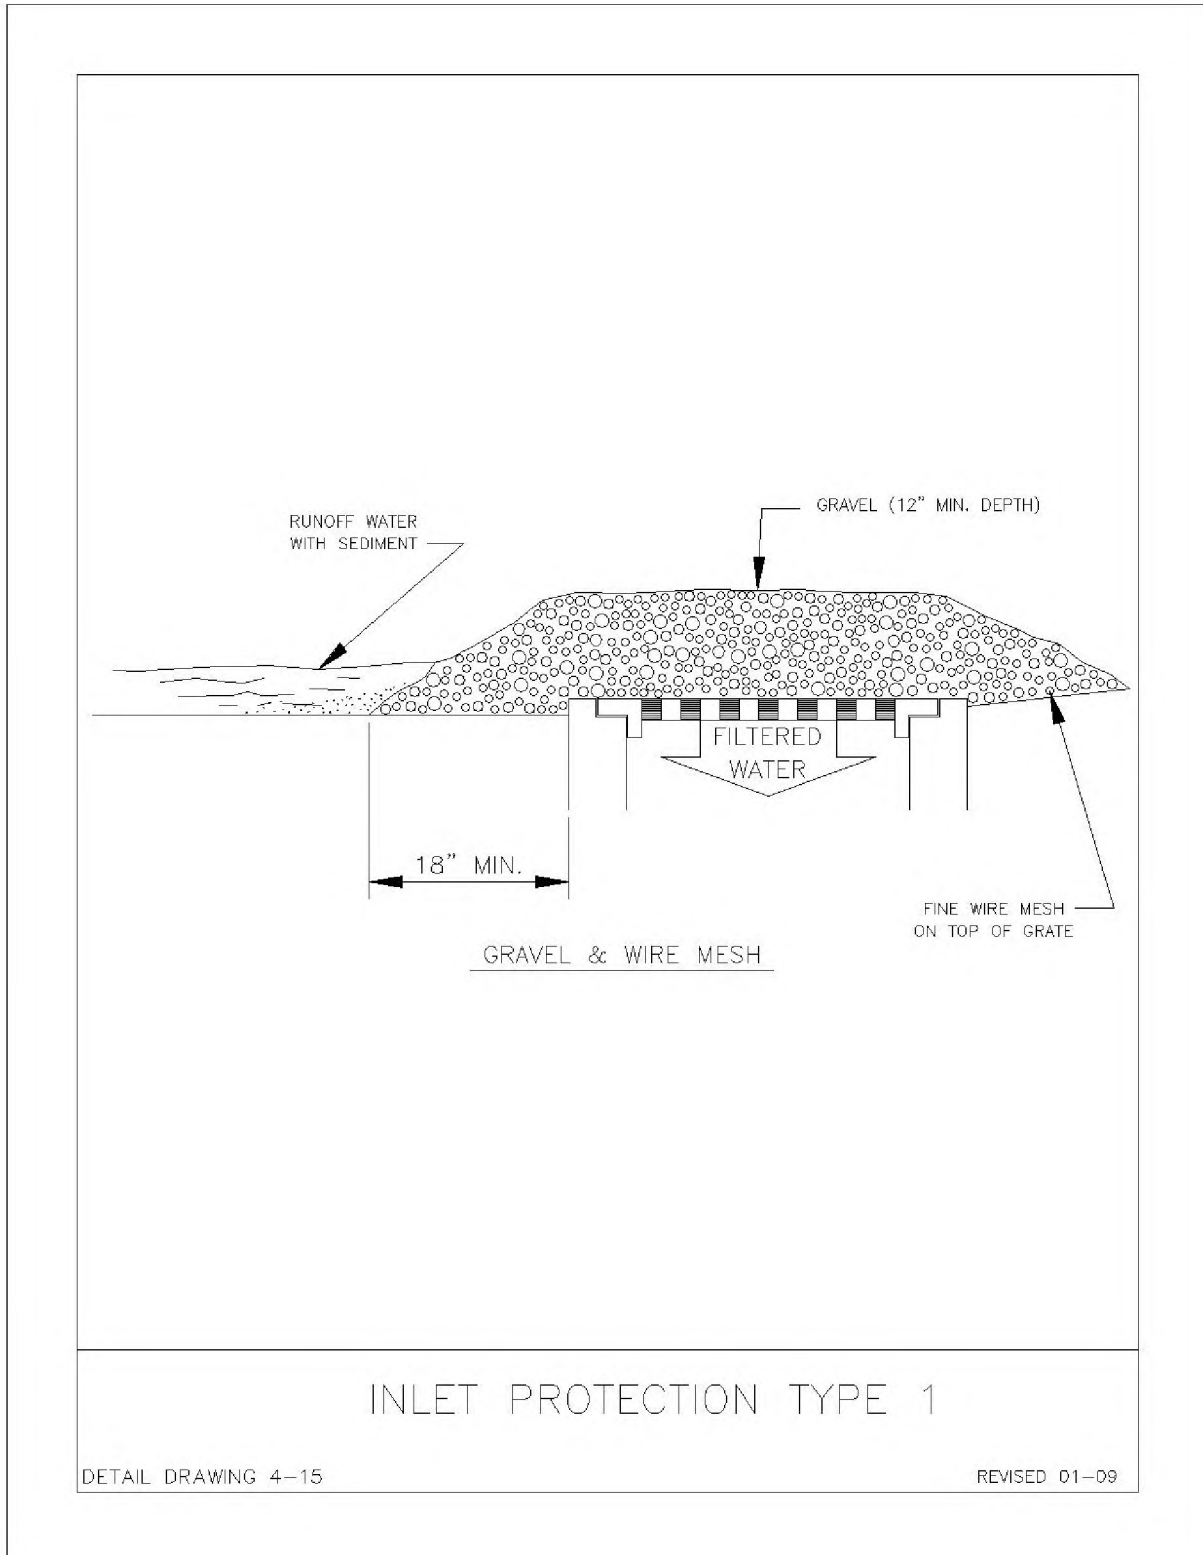 GRAVEL (12" MIN. DEPTH)
RUNOFF WATER
WITH SEDIMENT
FILTERED
WATER
18" MIN.
FINE WIRE MESH
ON TOP OF GRATE
GRAVEL & WIRE MESH
INLET PROTECTION TYPE 1
DETAIL DRAWING 4-15
REVISED 01-09